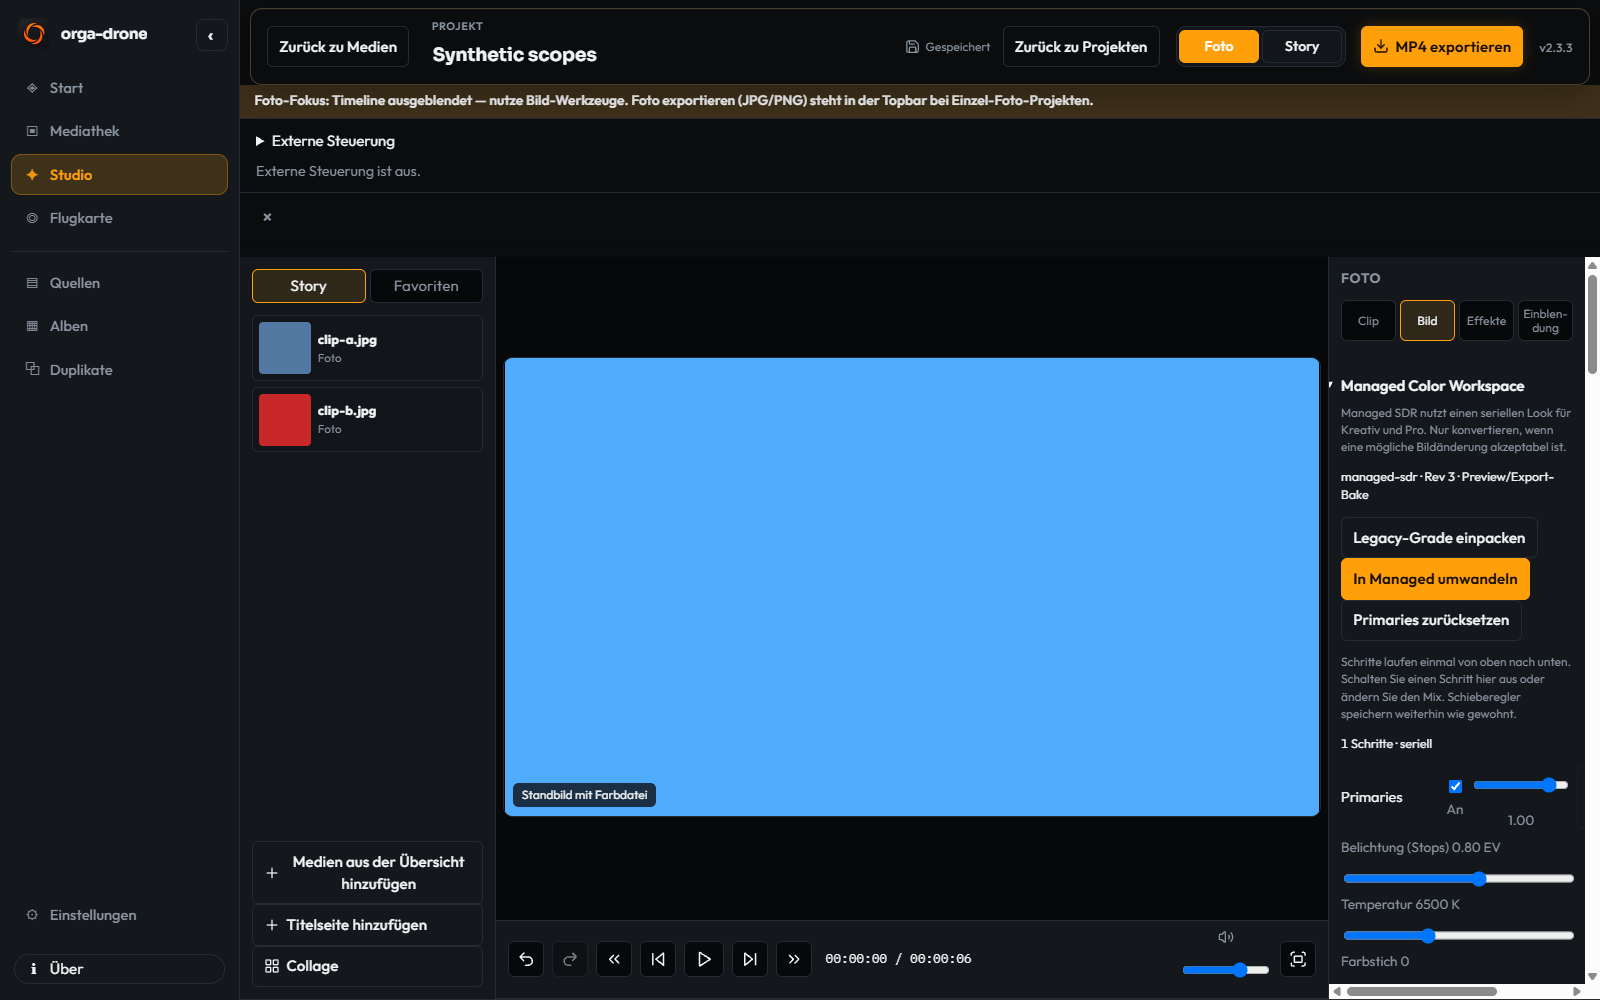 orga-drone
Start
Mediathek
Studio
Flugkarte
Quellen
Alben
Duplikate
Einstellungen
Über
Zurück zu Medien
PROJEKT
Synthetic scopes
Gespeichert
Zurück zu Projekten
Foto
Story
MP4 exportieren
v2.3.3
Foto-Fokus: Timeline ausgeblendet — nutze Bild-Werkzeuge. Foto exportieren (JPG/PNG) steht in der Topbar bei Einzel-Foto-Projekten.
Externe Steuerung
Externe Steuerung ist aus.
Story
Favoriten
clip-a.jpg
Foto
clip-b.jpg
Foto
Medien aus der Übersicht
hinzufügen
Titelseite hinzufügen
Collage
Standbild mit Farbdatei
00:00:00 / 00:00:06
FOTO
Clip
Bild
Effekte
Einblen-
dung
Managed Color Workspace
Managed SDR nutzt einen seriellen Look für
Kreativ und Pro. Nur konvertieren, wenn
eine mögliche Bildänderung akzeptabel ist.
managed-sdr · Rev 3 · Preview/Export-
Bake
Legacy-Grade einpacken
In Managed umwandeln
Primaries zurücksetzen
Schritte laufen einmal von oben nach unten.
Schalten Sie einen Schritt hier aus oder
ändern Sie den Mix. Schieberegler
speichern weiterhin wie gewohnt.
1 Schritte · seriell
Primaries
An
1.00
Belichtung (Stops) 0.80 EV
Temperatur 6500 K
Farbstich 0